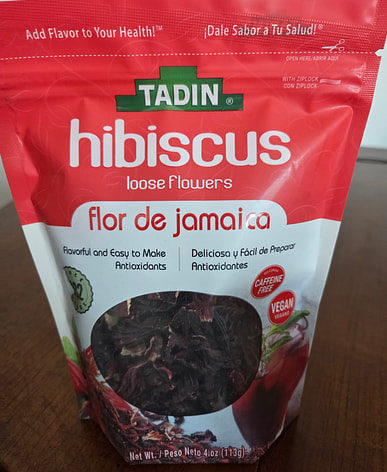 Add Flavor to Your Health!™
¡Dale Sabor a Tu Salud!®
OPEN HERE/ABRIR AQUÍ
WITH ZIPLOCK
CON ZIPLOCK
TADIN®
hibiscus
loose flowers
flor de jamaica
Flavorful and Easy to Make
Antioxidants
Deliciosa y Fácil de Preparar
Antioxidantes
CAFFEINE
FREE
VEGAN
Net Wt. / Peso Neto 4 oz (113g)